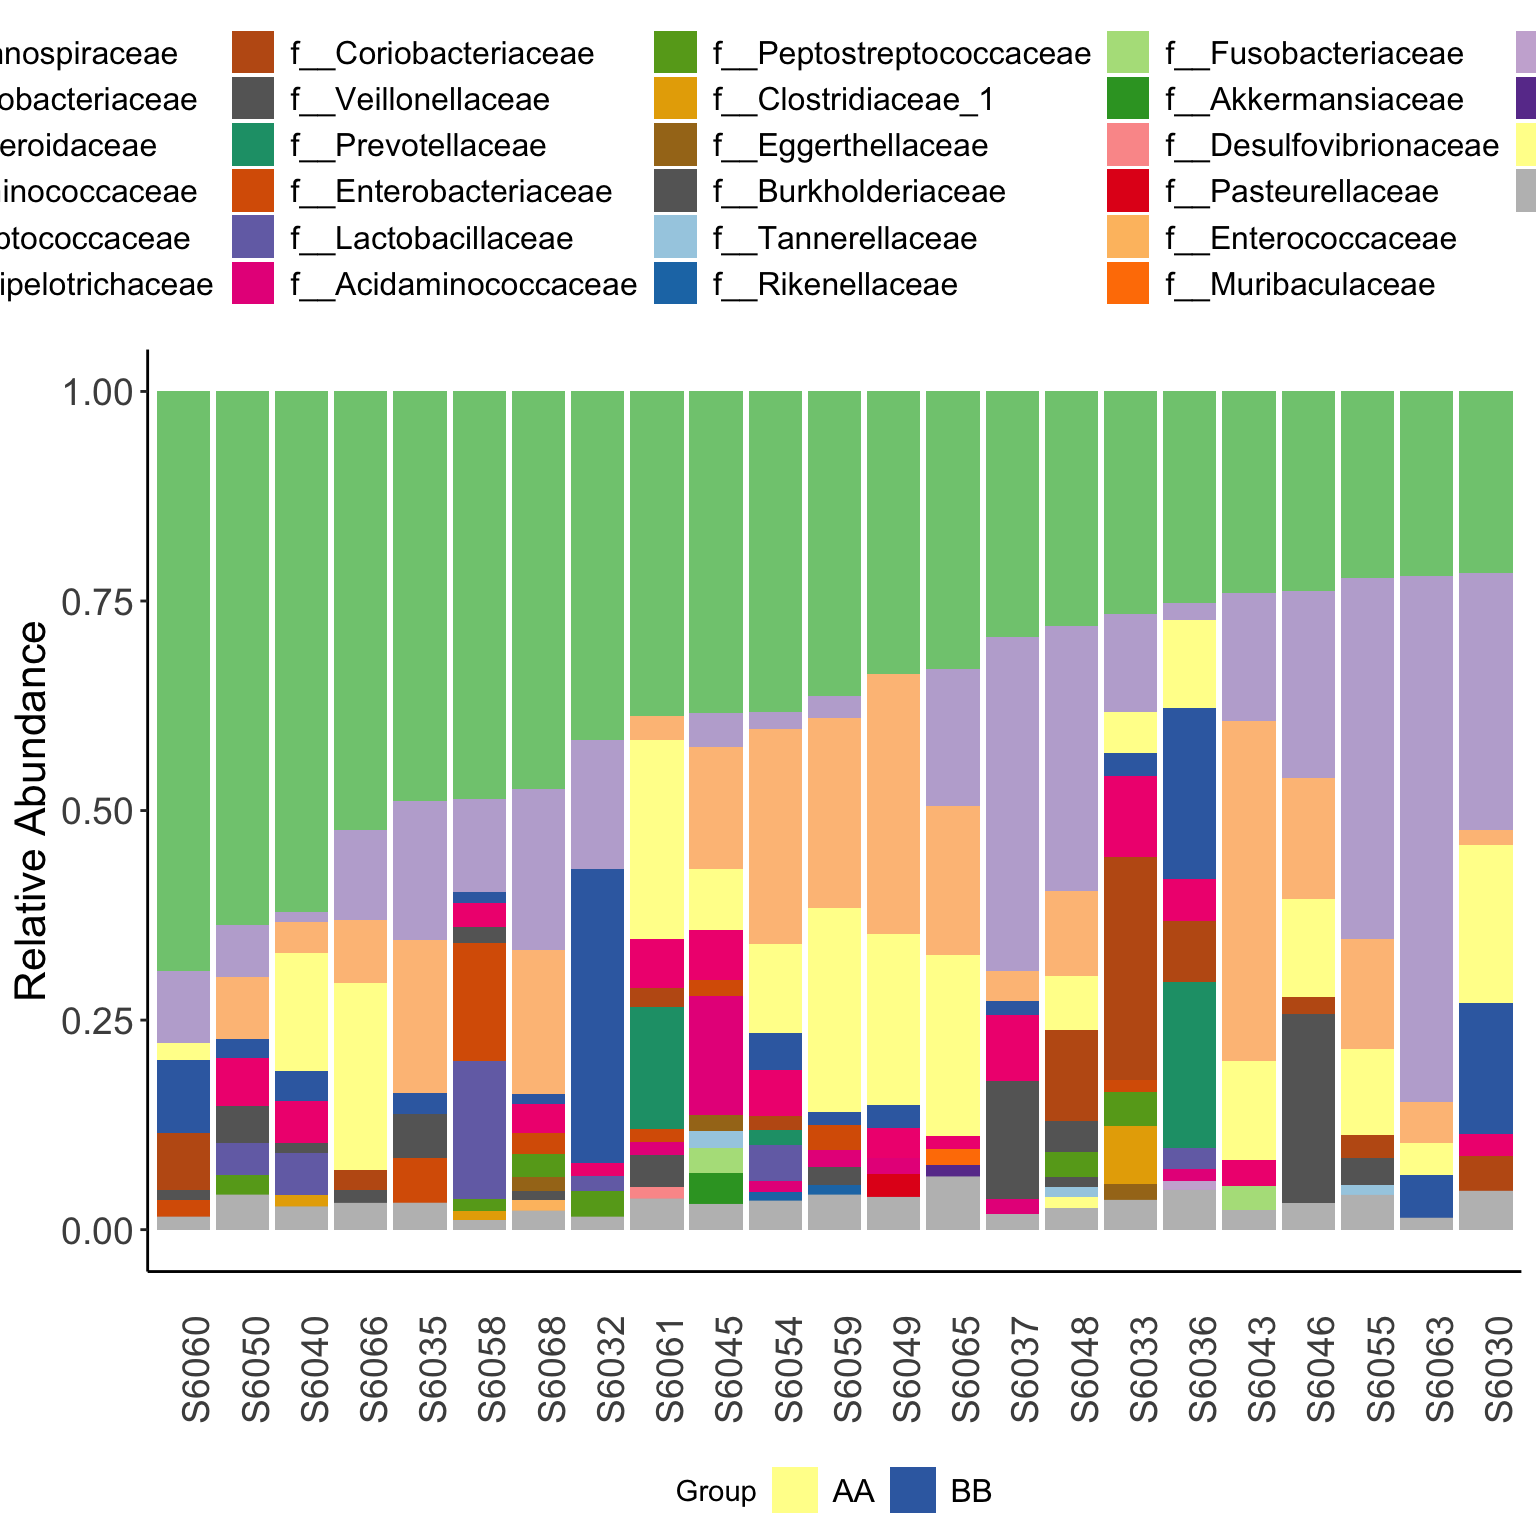 nospiraceae f__Coriobacteriaceae f__Peptostreptococcaceae f__Fusobacteriaceae
obacteriaceae f__Veillonellaceae f__Clostridiaceae_1 f__Akkermansiaceae
eroidaceae f__Prevotellaceae f__Eggerthellaceae f__Desulfovibrionaceae
inococcaceae f__Enterobacteriaceae f__Burkholderiaceae f__Pasteurellaceae
ptococcaceae f__Lactobacillaceae f__Tannerellaceae f__Enterococcaceae
ipelotrichaceae f__Acidaminococcaceae f__Rikenellaceae f__Muribaculaceae
1.00
0.75
0.50
0.25
0.00
Relative Abundance
S6060 S6050 S6040 S6066 S6035 S6058 S6068 S6032 S6061 S6045 S6054 S6059 S6049 S6065 S6037 S6048 S6033 S6036 S6043 S6046 S6055 S6063 S6030
Group AA BB